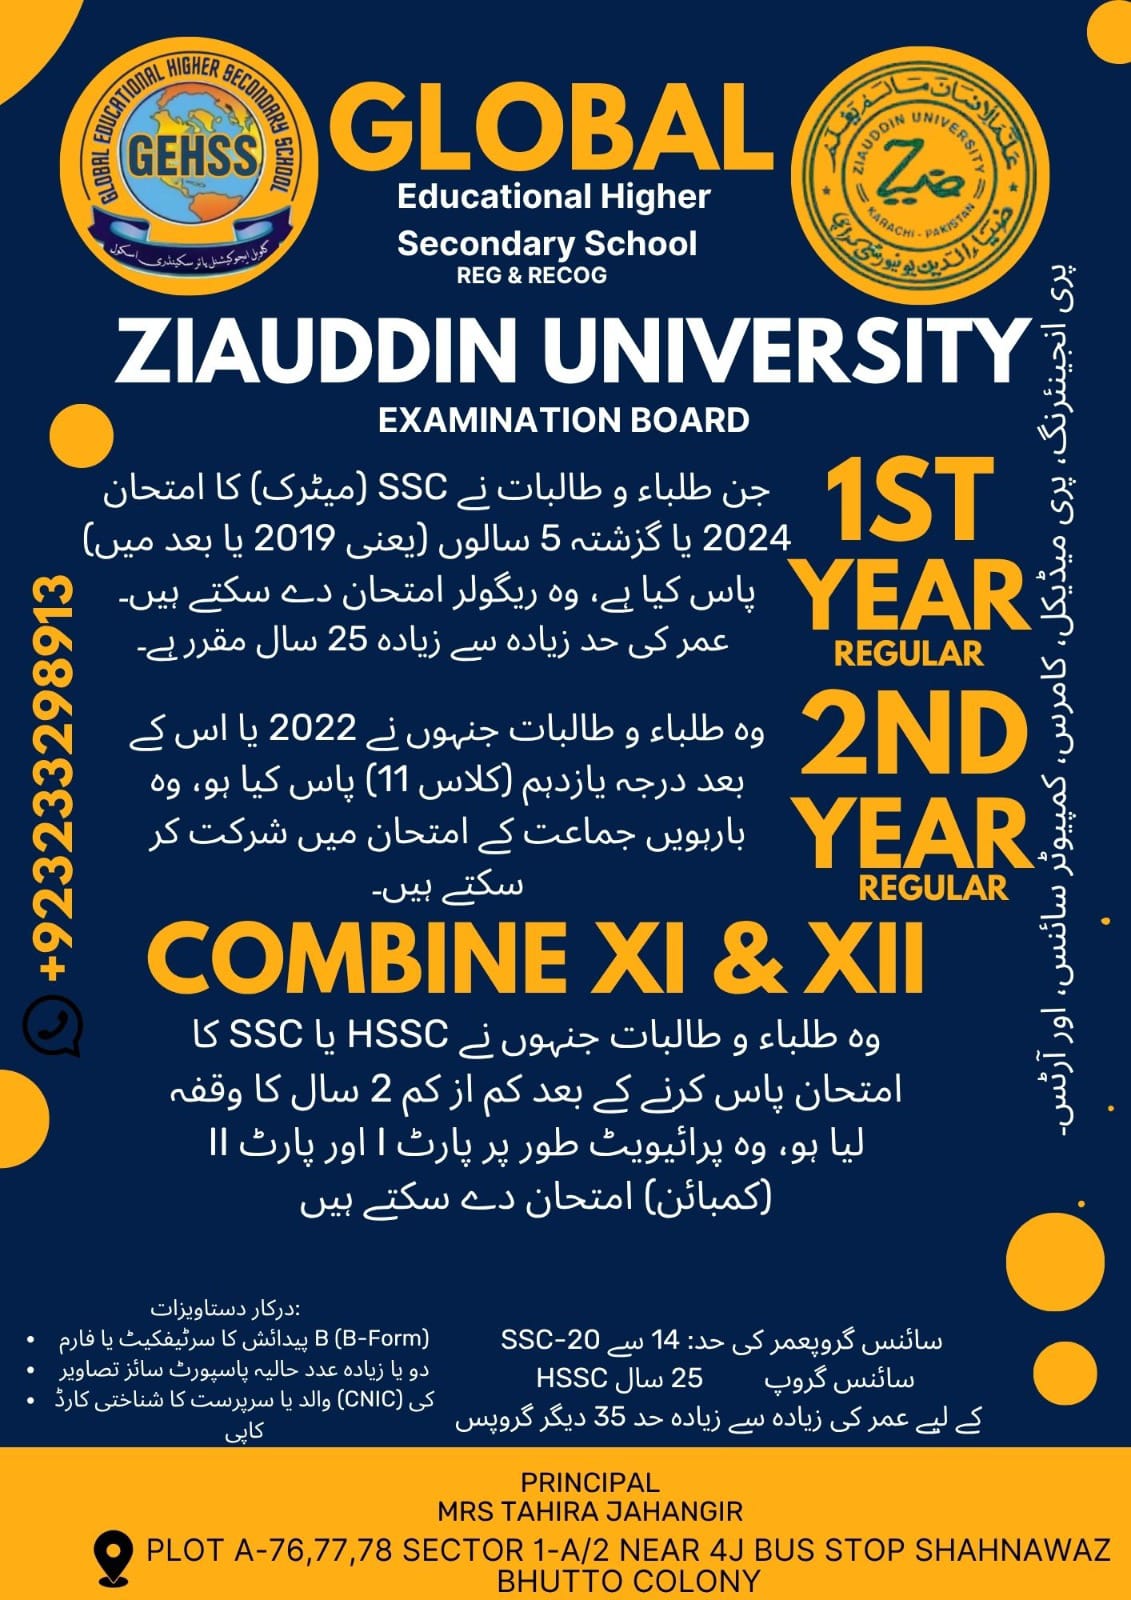 GLOBAL EDUCATIONAL HIGHER SECONDARY SCHOOL
GEHSS
گلوبل ایجوکیشنل ہائر سکینڈری اسکول
GLOBAL
Educational Higher
Secondary School
REG & RECOG
ZIAUDDIN UNIVERSITY
KARACHI - PAKISTAN
ضیاء
ضیاء الدین یونیورسٹی کراچی
ZIAUDDIN UNIVERSITY
EXAMINATION BOARD
جن طلباء و طالبات نے SSC (میٹرک) کا امتحان
2024 یا گزشتہ 5 سالوں (یعنی 2019 یا بعد میں)
پاس کیا ہے، وہ ریگولر امتحان دے سکتے ہیں۔
عمر کی حد زیادہ سے زیادہ 25 سال مقرر ہے۔
1ST
YEAR
REGULAR
وہ طلباء و طالبات جنہوں نے 2022 یا اس کے
بعد درجہ یازدہم (کلاس 11) پاس کیا ہو، وہ
بارہویں جماعت کے امتحان میں شرکت کر
سکتے ہیں۔
2ND
YEAR
REGULAR
COMBINE XI & XII
وہ طلباء و طالبات جنہوں نے HSSC یا SSC کا
امتحان پاس کرنے کے بعد کم از کم 2 سال کا وقفہ
لیا ہو، وہ پرائیویٹ طور پر پارٹ I اور پارٹ II
(کمبائن) امتحان دے سکتے ہیں
پری انجینئرنگ، پری میڈیکل، کامرس، کمپیوٹر سائنس، اور آرٹس۔
+923233298913
درکار دستاویزات:
• پیدائش کا سرٹیفکیٹ یا فارم B (B-Form)
• دو یا زیادہ عدد حالیہ پاسپورٹ سائز تصاویر
• والد یا سرپرست کا شناختی کارڈ (CNIC) کی
کاپی
سائنس گروپعمر کی حد: 14 سے 20-SSC
سائنس گروپ 25 سال HSSC
کے لیے عمر کی زیادہ سے زیادہ حد 35 دیگر گروپس
PRINCIPAL
MRS TAHIRA JAHANGIR
PLOT A-76,77,78 SECTOR 1-A/2 NEAR 4J BUS STOP SHAHNAWAZ
BHUTTO COLONY